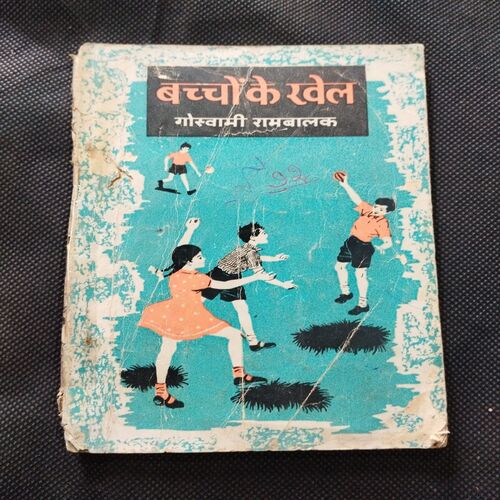 बच्चों के खेल
गोस्वामी रामबालक